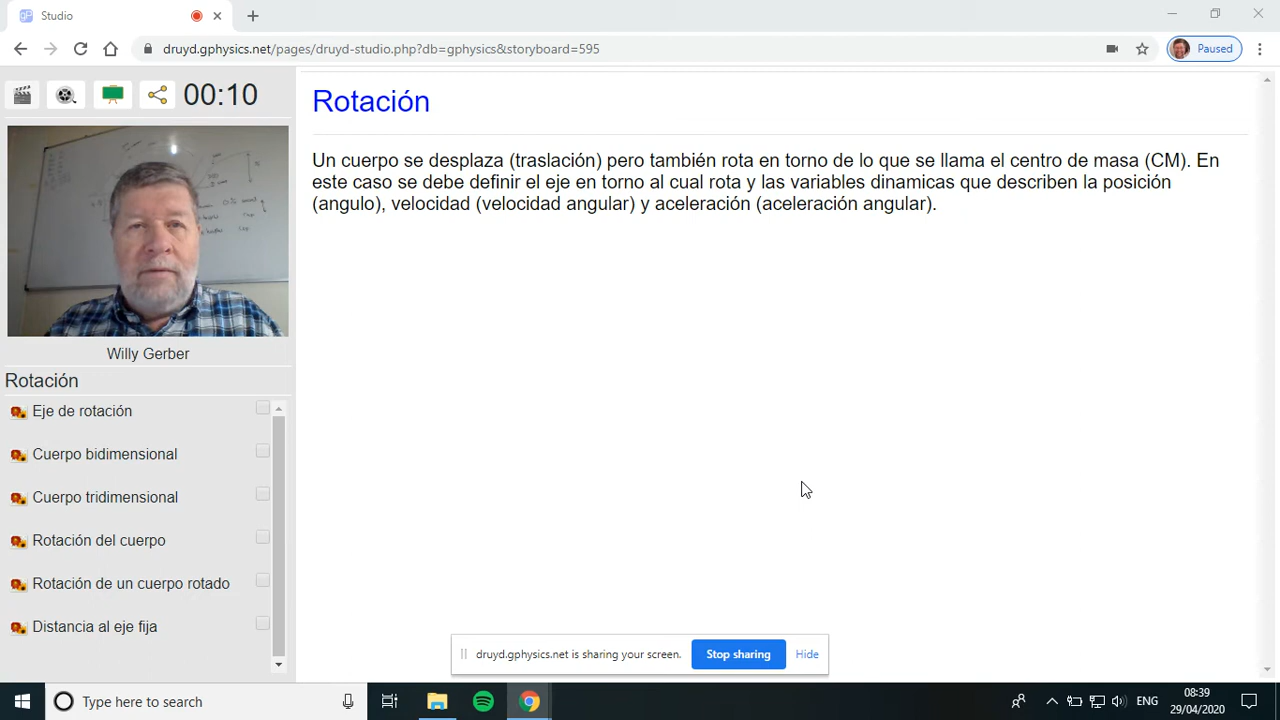 Studio
druyd.gphysics.net/pages/druyd-studio.php?db=gphysics&storyboard=595
Paused
00:10
Willy Gerber
Rotación
Eje de rotación
Cuerpo bidimensional
Cuerpo tridimensional
Rotación del cuerpo
Rotación de un cuerpo rotado
Distancia al eje fija
Rotación
Un cuerpo se desplaza (traslación) pero también rota en torno de lo que se llama el centro de masa (CM). En
este caso se debe definir el eje en torno al cual rota y las variables dinamicas que describen la posición
(angulo), velocidad (velocidad angular) y aceleración (aceleración angular).
druyd.gphysics.net is sharing your screen.
Stop sharing
Hide
Type here to search
ENG
08:39
29/04/2020